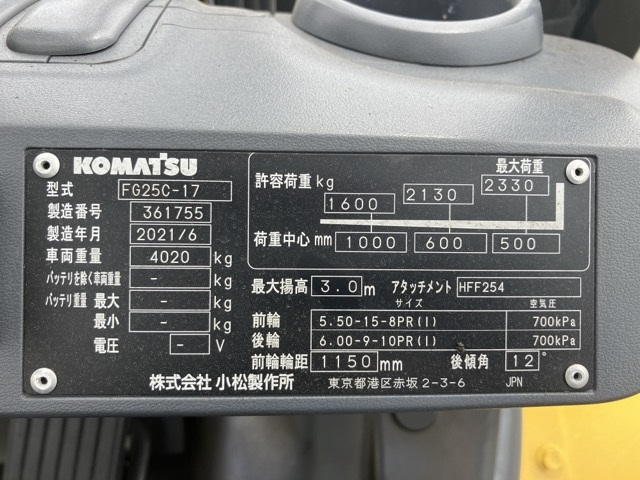 KOMATSU
型式 FG25C-17
製造番号 361755
製造年月 2021/6
車両重量 4020 kg
バッテリを除く車両重量 - kg
バッテリ重量 最大 - kg
最小 - kg
電圧 - V
許容荷重 kg 最大荷重
1600 2130 2330
荷重中心 mm 1000 600 500
最大揚高 3.0 m アタッチメント HFF254
サイズ 空気圧
前輪 5.50-15-8PR(I) 700kPa
後輪 6.00-9-10PR(I) 700kPa
前輪輪距 1150 mm 後傾角 12°
株式会社 小松製作所 東京都港区赤坂 2-3-6 JPN